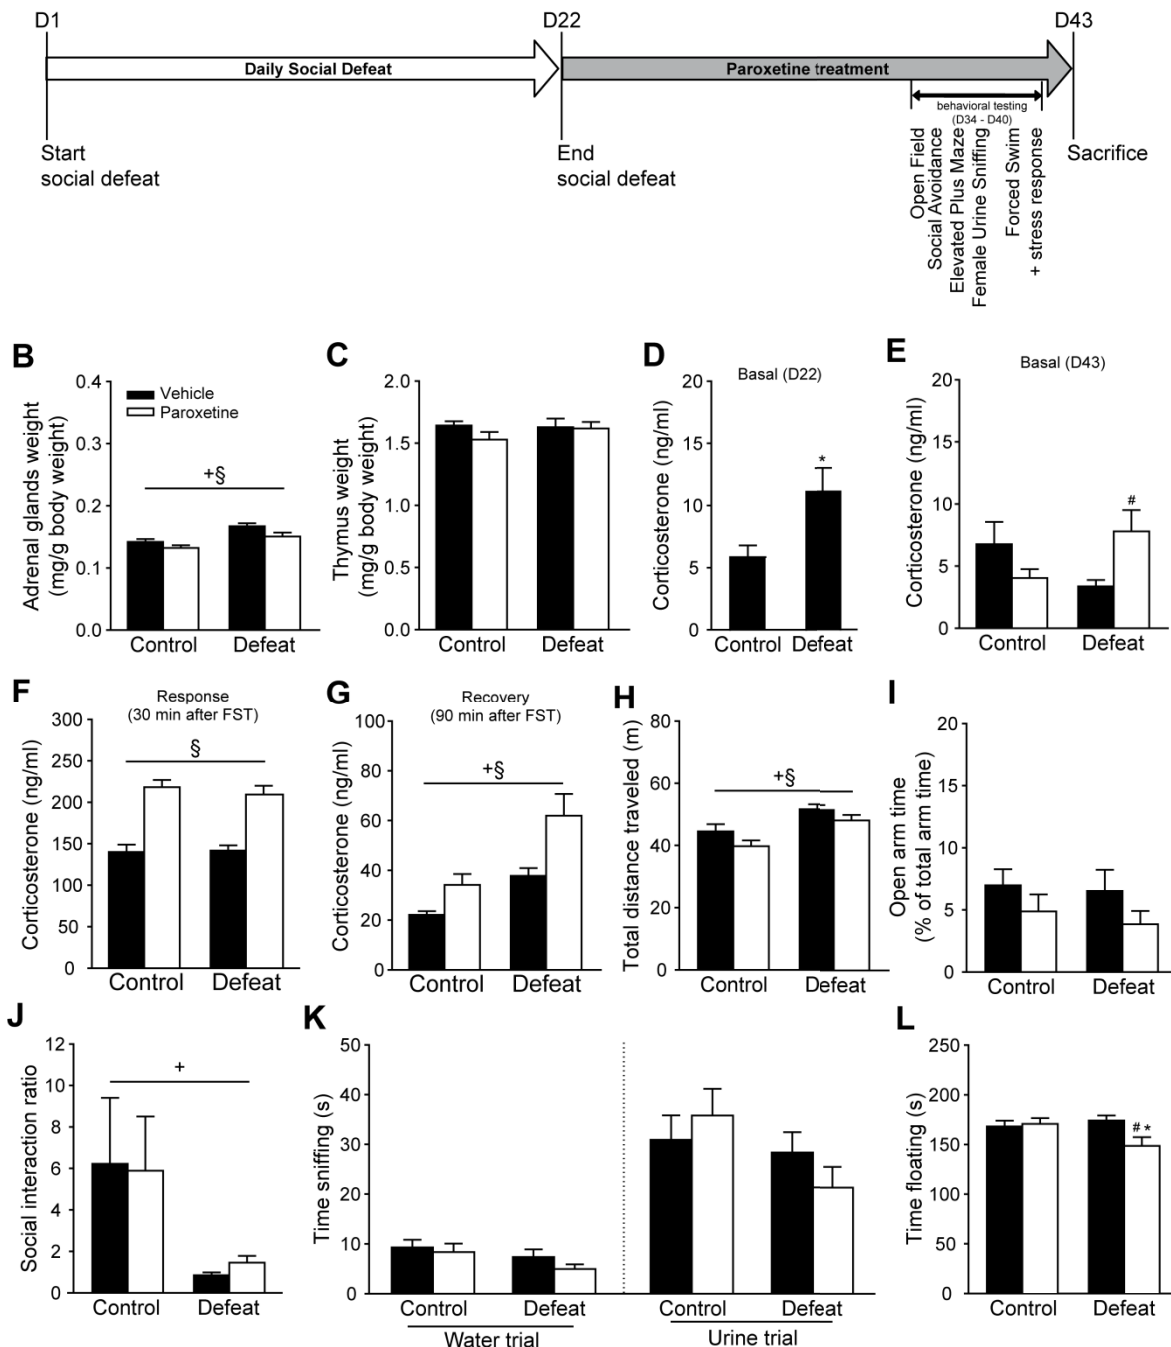 D1
D22
D43
Daily Social Defeat
Paroxetine treatment
behavioral testing
(D34 - D40)
Start
social defeat
End
social defeat
Open Field
Social Avoidance
Elevated Plus Maze
Female Urine Sniffing
Forced Swim
+ stress response
Sacrifice
B
Adrenal glands weight
(mg/g body weight)
0.4
0.3
0.2
0.1
0.0
Vehicle
Paroxetine
+§
Control
Defeat
C
Thymus weight
(mg/g body weight)
2.0
1.5
1.0
0.5
0.0
Control
Defeat
D
Basal (D22)
Corticosterone (ng/ml)
20
15
10
5
0
*
Control
Defeat
E
Basal (D43)
Corticosterone (ng/ml)
20
15
10
5
0
#
Control
Defeat
F
Response
(30 min after FST)
Corticosterone (ng/ml)
300
250
200
150
100
50
0
§
Control
Defeat
G
Recovery
(90 min after FST)
Corticosterone (ng/ml)
100
80
60
40
20
0
+§
Control
Defeat
H
Total distance traveled (m)
80
60
40
20
0
+§
Control
Defeat
I
Open arm time
(% of total arm time)
20
15
10
5
0
Control
Defeat
J
Social interaction ratio
12
10
8
6
4
2
0
+
Control
Defeat
K
Time sniffing (s)
50
40
30
20
10
0
Control
Defeat
Water trial
Control
Defeat
Urine trial
L
Time floating (s)
250
200
150
100
50
0
# *
Control
Defeat